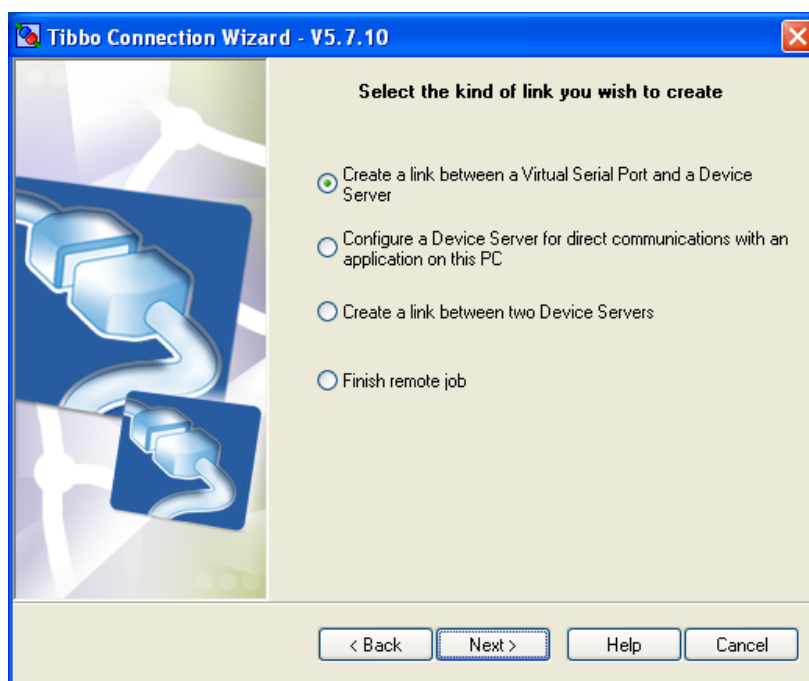 Tibbo Connection Wizard - V5.7.10
Select the kind of link you wish to create
Create a link between a Virtual Serial Port and a Device
Server
Configure a Device Server for direct communications with an
application on this PC
Create a link between two Device Servers
Finish remote job
< Back
Next >
Help
Cancel